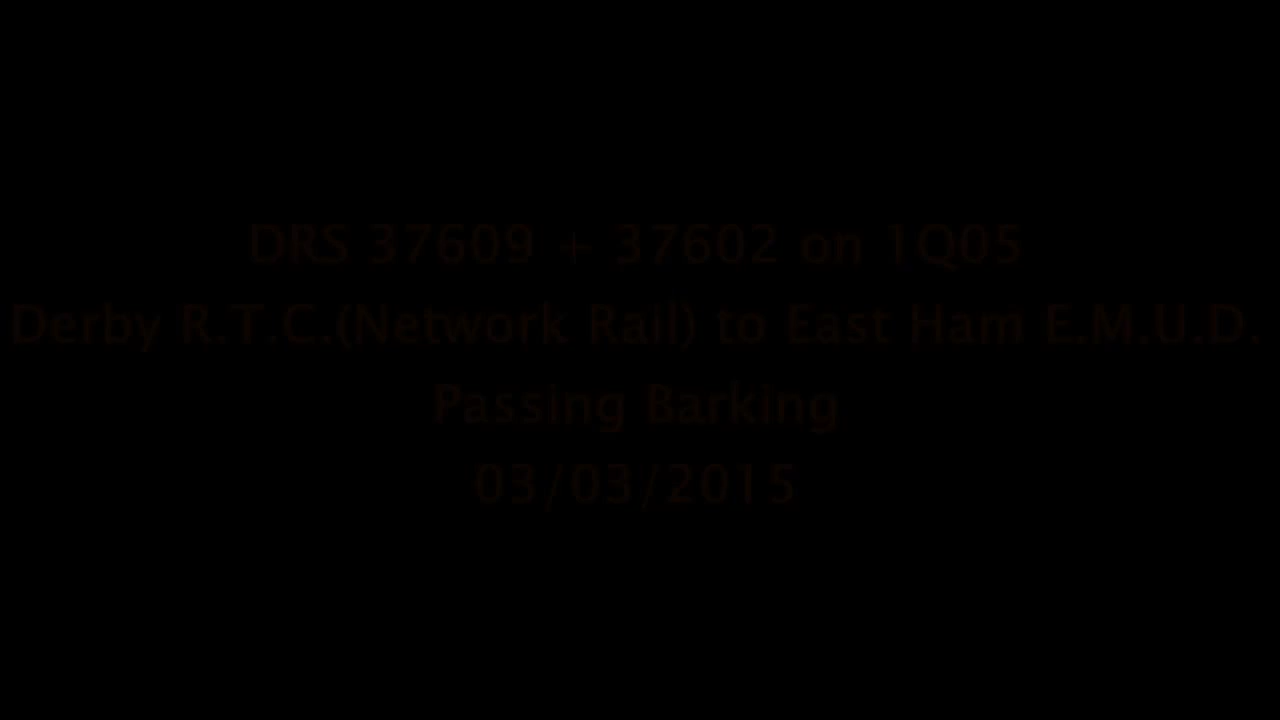 DRS 37609 + 37602 on 1Q05
Derby R.T.C.(Network Rail) to East Ham E.M.U.D.
Passing Barking
03/03/2015